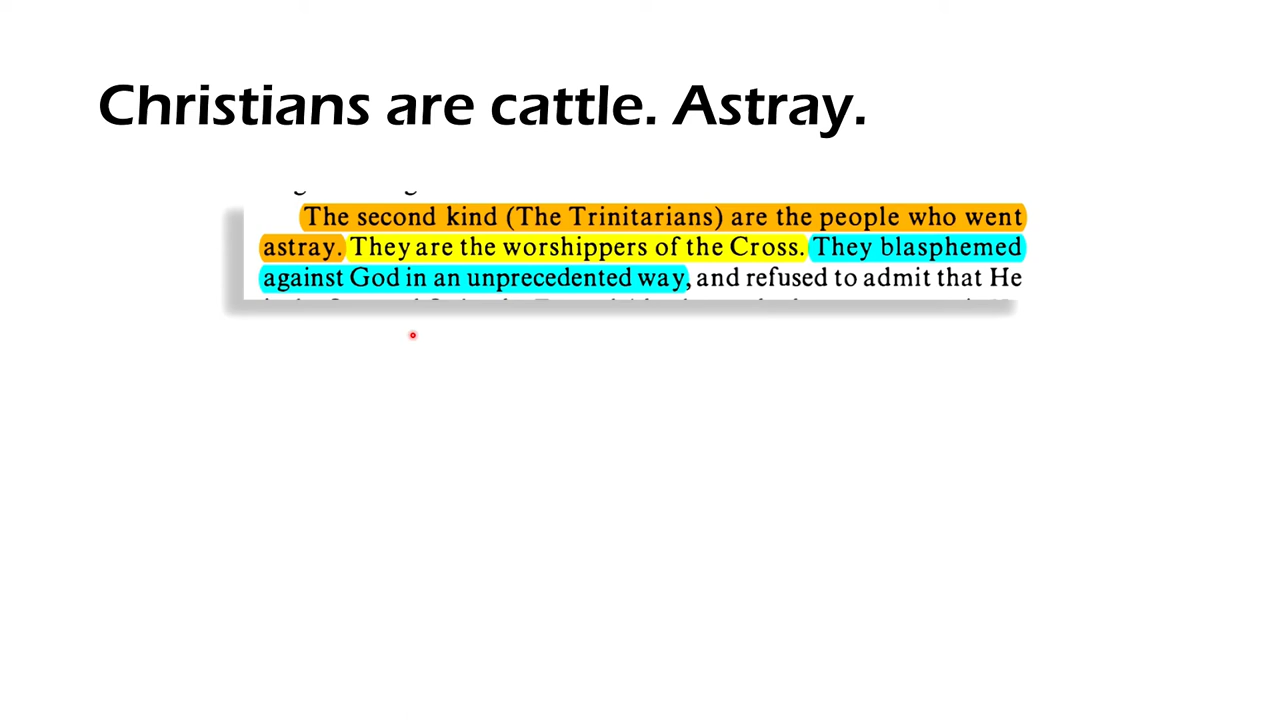 Christians are cattle. Astray.
The second kind (The Trinitarians) are the people who went
astray. They are the worshippers of the Cross. They blasphemed
against God in an unprecedented way, and refused to admit that He